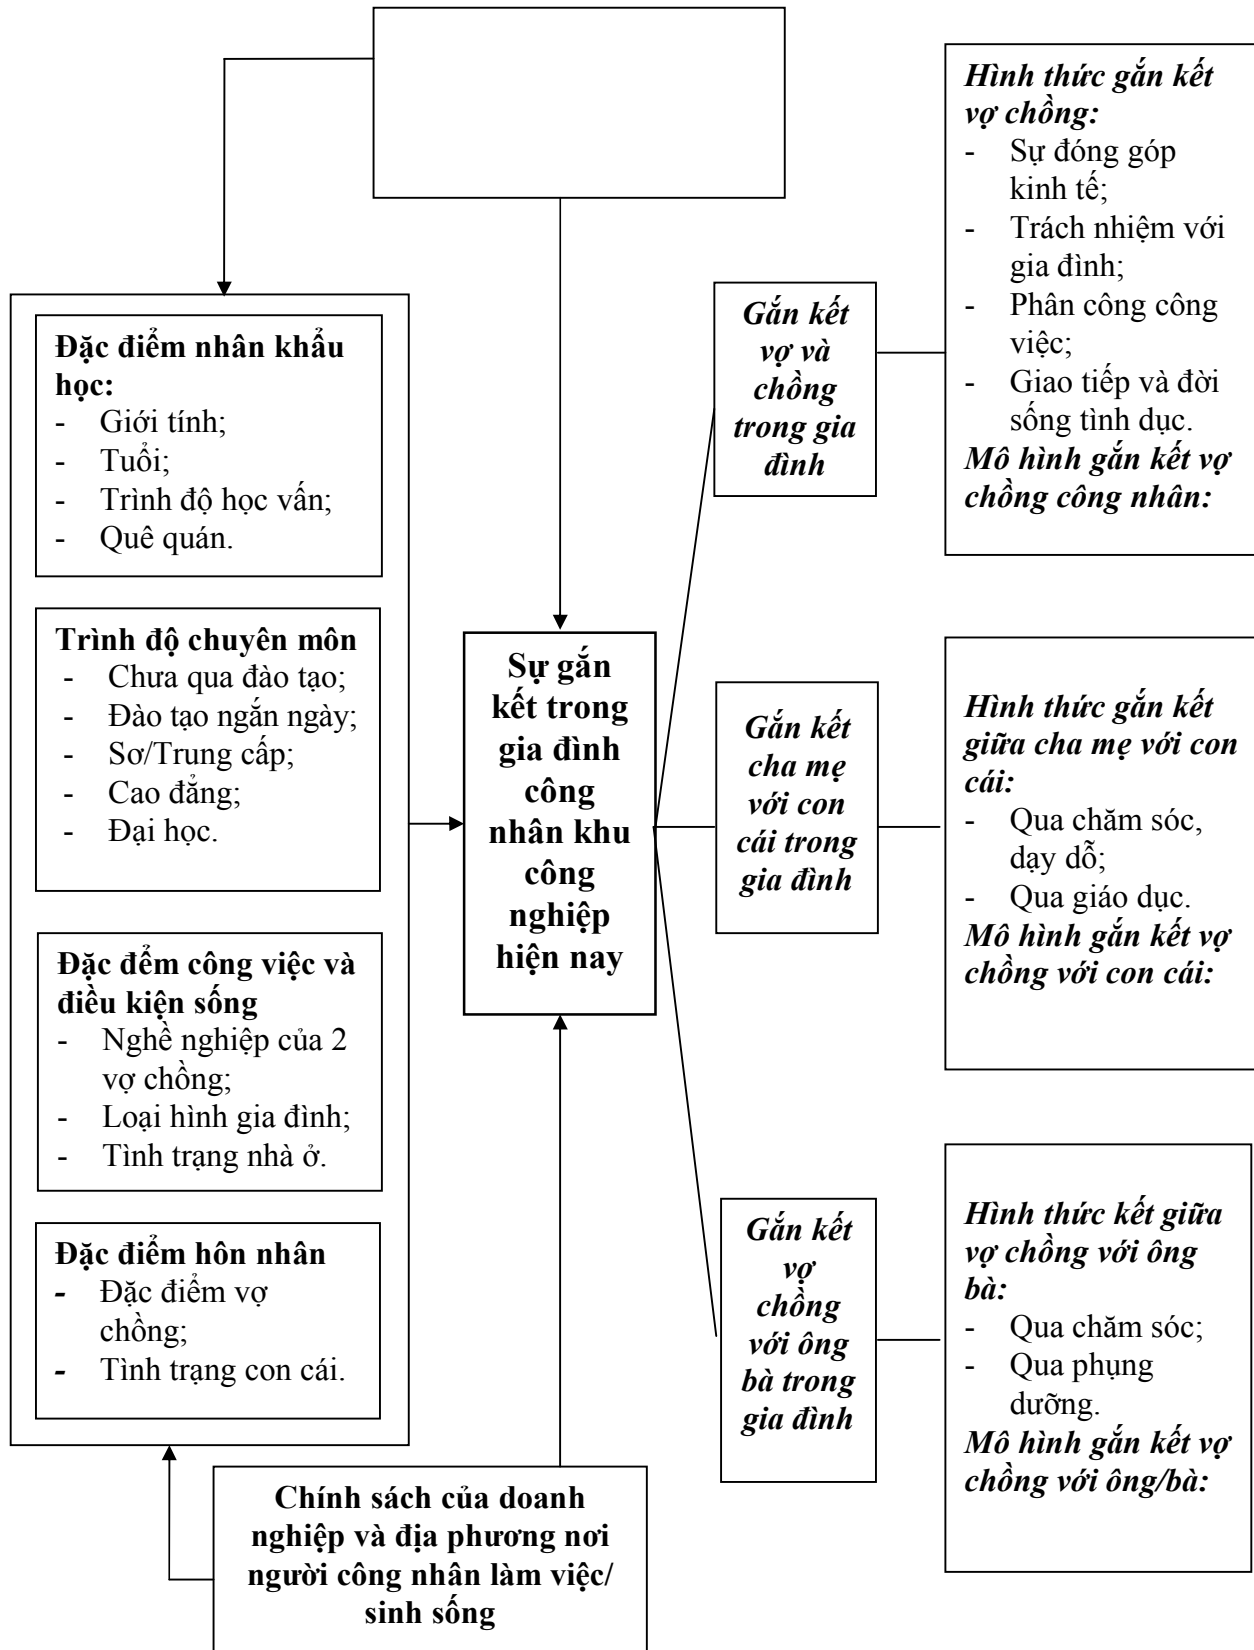 Đặc điểm nhân khẩu
học:
- Giới tính;
- Tuổi;
- Trình độ học vấn;
- Quê quán.
Trình độ chuyên môn
- Chưa qua đào tạo;
- Đào tạo ngắn ngày;
- Sơ/Trung cấp;
- Cao đẳng;
- Đại học.
Đặc đểm công việc và
điều kiện sống
- Nghề nghiệp của 2
vợ chồng;
- Loại hình gia đình;
- Tình trạng nhà ở.
Đặc điểm hôn nhân
- Đặc điểm vợ
chồng;
- Tình trạng con cái.
Chính sách của doanh
nghiệp và địa phương nơi
người công nhân làm việc/
sinh sống
Sự gắn
kết trong
gia đình
công
nhân khu
công
nghiệp
hiện nay
Gắn kết
vợ và
chồng
trong gia
đình
Gắn kết
cha mẹ
với con
cái trong
gia đình
Gắn kết
vợ
chồng
với ông
bà trong
gia đình
Hình thức gắn kết
vợ chồng:
- Sự đóng góp
kinh tế;
- Trách nhiệm với
gia đình;
- Phân công công
việc;
- Giao tiếp và đời
sống tình dục.
Mô hình gắn kết vợ
chồng công nhân:
Hình thức gắn kết
giữa cha mẹ với con
cái:
- Qua chăm sóc,
dạy dỗ;
- Qua giáo dục.
Mô hình gắn kết vợ
chồng với con cái:
Hình thức kết giữa
vợ chồng với ông
bà:
- Qua chăm sóc;
- Qua phụng
dưỡng.
Mô hình gắn kết vợ
chồng với ông/bà: